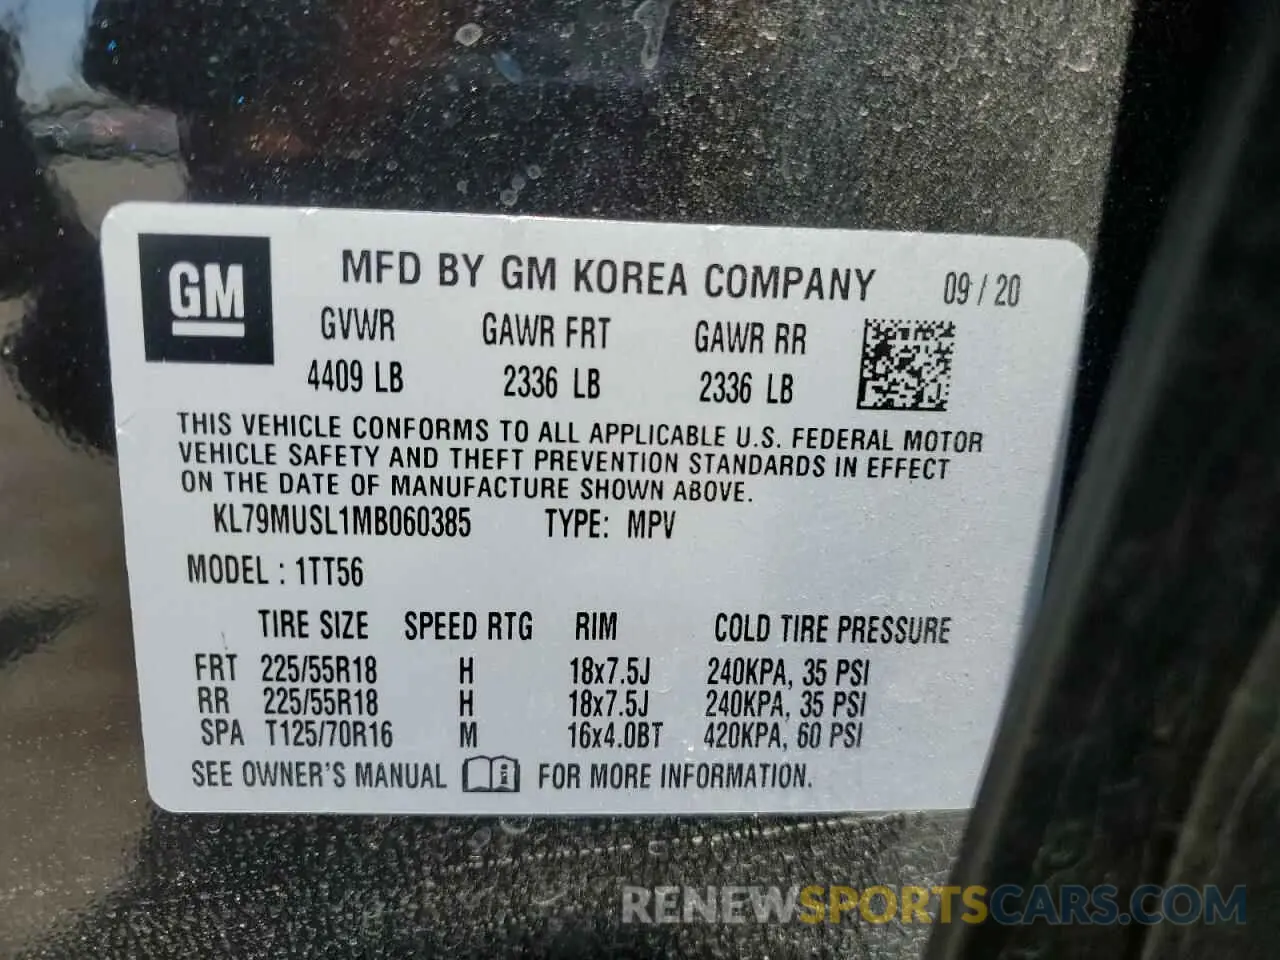 GM
MFD BY GM KOREA COMPANY 09 / 20
GVWR GAWR FRT GAWR RR
4409 LB 2336 LB 2336 LB
THIS VEHICLE CONFORMS TO ALL APPLICABLE U.S. FEDERAL MOTOR
VEHICLE SAFETY AND THEFT PREVENTION STANDARDS IN EFFECT
ON THE DATE OF MANUFACTURE SHOWN ABOVE.
KL79MUSL1MB060385 TYPE: MPV
MODEL : 1TT56
TIRE SIZE SPEED RTG RIM COLD TIRE PRESSURE
FRT 225/55R18 H 18x7.5J 240KPA, 35 PSI
RR 225/55R18 H 18x7.5J 240KPA, 35 PSI
SPA T125/70R16 M 16x4.0BT 420KPA, 60 PSI
SEE OWNER'S MANUAL FOR MORE INFORMATION.
RENEWSPORTSCARS.COM